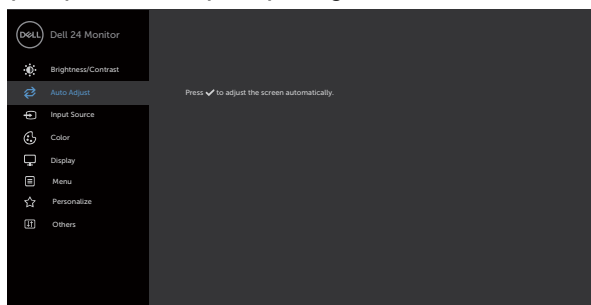 DELL Dell 24 Monitor
Brightness/Contrast
Auto Adjust
Press ✓ to adjust the screen automatically.
Input Source
Color
Display
Menu
Personalize
Others